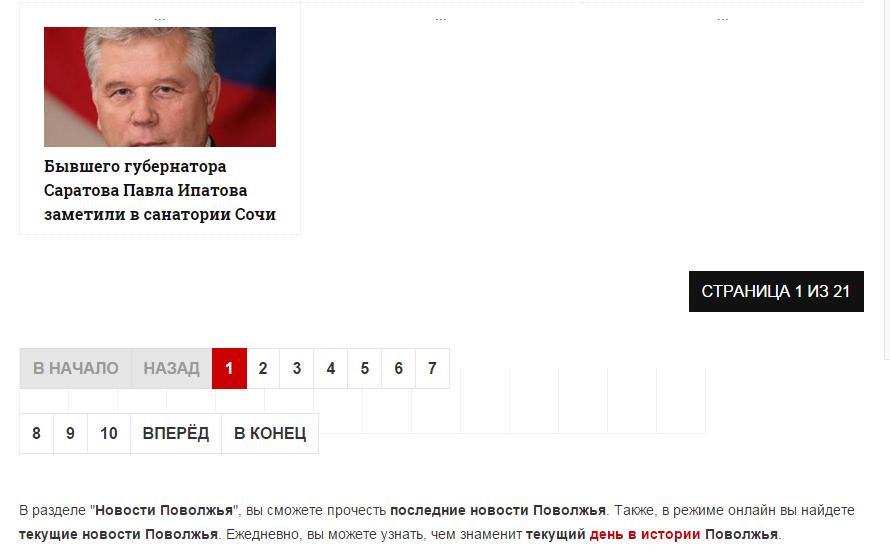 ... ... ...
Бывшего губернатора
Саратова Павла Ипатова
заметили в санатории Сочи
СТРАНИЦА 1 ИЗ 21
В НАЧАЛО НАЗАД 1 2 3 4 5 6 7
8 9 10 ВПЕРЁД В КОНЕЦ
В разделе "Новости Поволжья", вы сможете прочесть последние новости Поволжья. Также, в режиме онлайн вы найдете
текущие новости Поволжья. Ежедневно, вы можете узнать, чем знаменит текущий день в истории Поволжья.